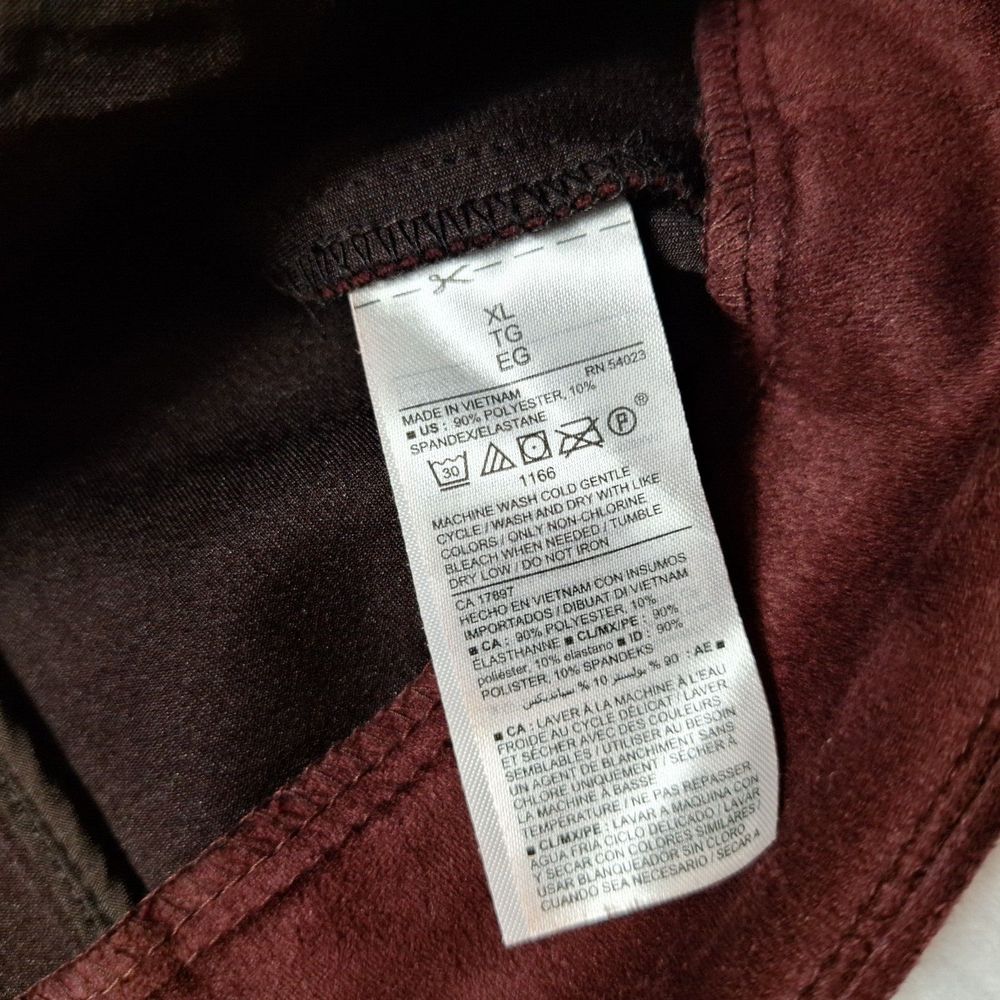 XL
TG
EG
RN 54023
MADE IN VIETNAM
■ US : 90% POLYESTER, 10%
SPANDEX/ELASTANE
30 P ®
1166
MACHINE WASH COLD GENTLE
CYCLE / WASH AND DRY WITH LIKE
COLORS / ONLY NON-CHLORINE
BLEACH WHEN NEEDED / TUMBLE
DRY LOW / DO NOT IRON
CA 17897
HECHO EN VIETNAM CON INSUMOS
IMPORTADOS / DIBUAT DI VIETNAM
■ CA : 90% POLYESTER, 10%
ÉLASTHANNE ■ CL/MX/PE : 90%
poliéster, 10% elastano ■ ID : 90%
POLISTER, 10% SPANDEKS
■ AE : 90 % بوليستر 10 % سباندكس
■ CA : LAVER À LA MACHINE À L'EAU
FROIDE AU CYCLE DÉLICAT / LAVER
ET SÉCHER AVEC DES COULEURS
SEMBLABLES / UTILISER AU BESOIN
UN AGENT DE BLANCHIMENT SANS
CHLORE UNIQUEMENT / SÉCHER À
LA MACHINE À BASSE
TEMPÉRATURE / NE PAS REPASSER
■ CL/MX/PE : LAVAR A MAQUINA CON
AGUA FRIA CICLO DELICADO / LAVAR
Y SECAR CON COLORES SIMILARES /
USAR BLANQUEADOR SIN CLORO
CUANDO SEA NECESARIO / SECAR A